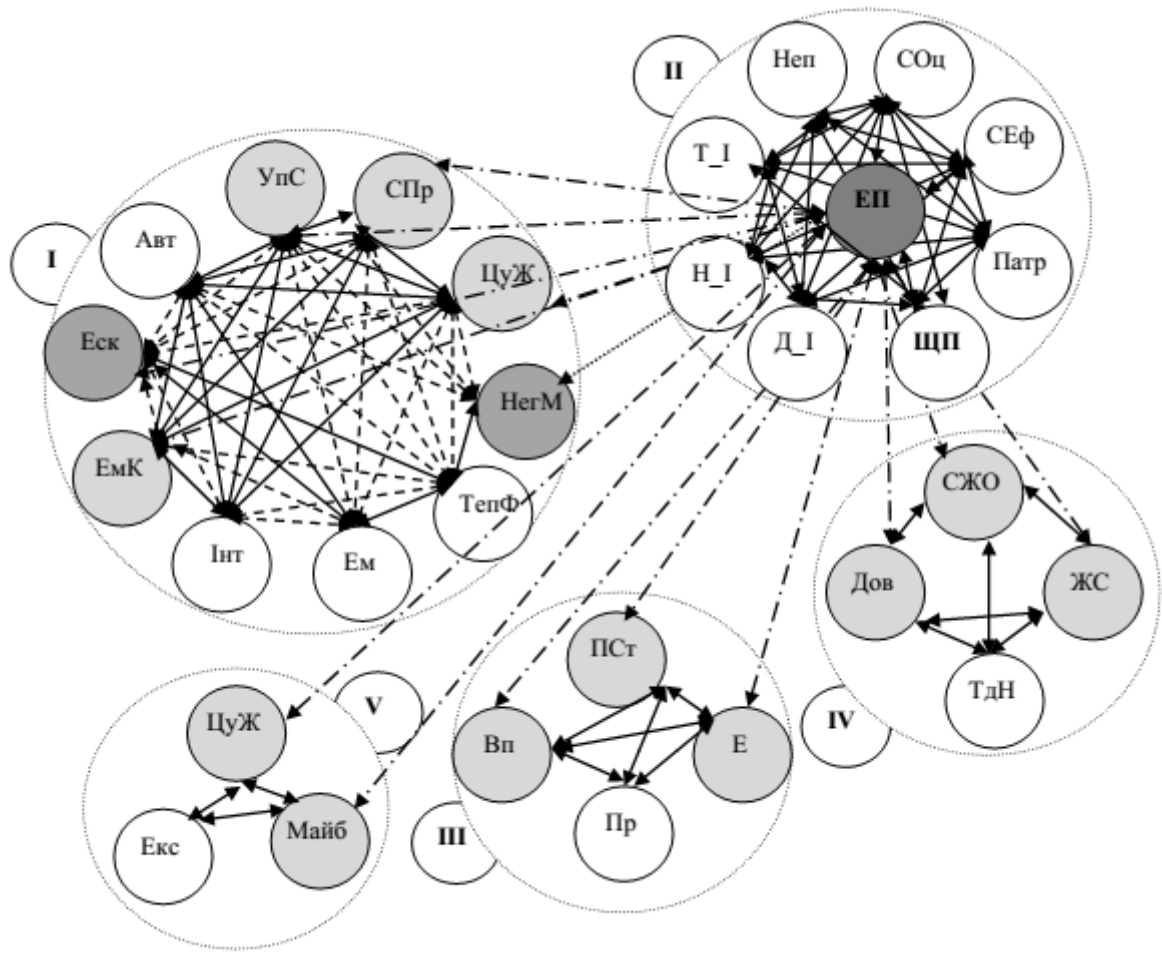 II
Неп
СОц
Т_І
СЕф
ЕП
Н_І
Патр
Д_І
ЩП
I
УпС
СПр
Авт
ЦуЖ
Еск
НегМ
ЕмК
ТепФ
Інт
Ем
СЖО
Дов
ЖС
ТдН
IV
ПСт
Вп
Е
Пр
III
V
ЦуЖ
Екс
Майб